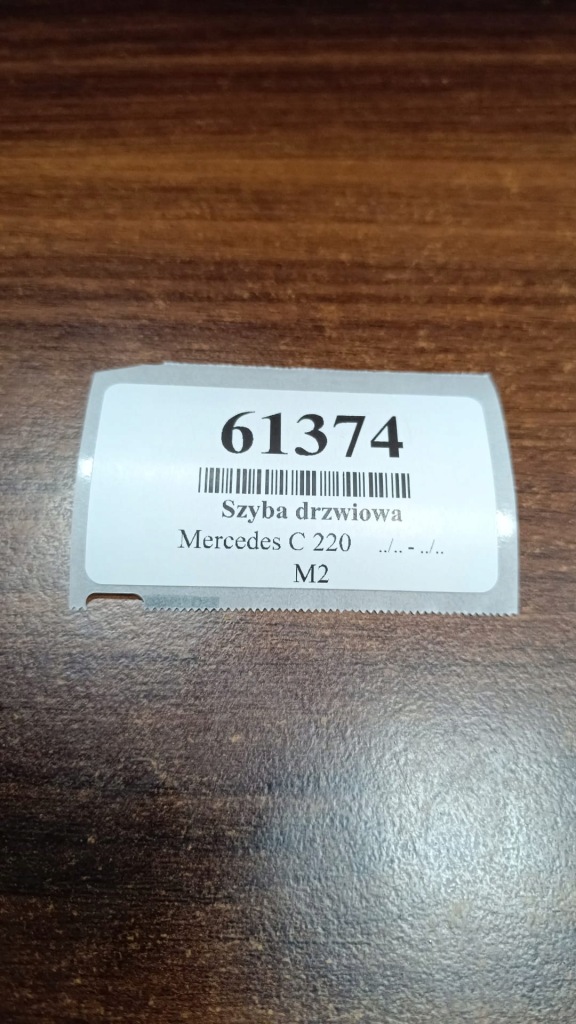 61374
Szyba drzwiowa
Mercedes C 220 ../.. - ../..
M2